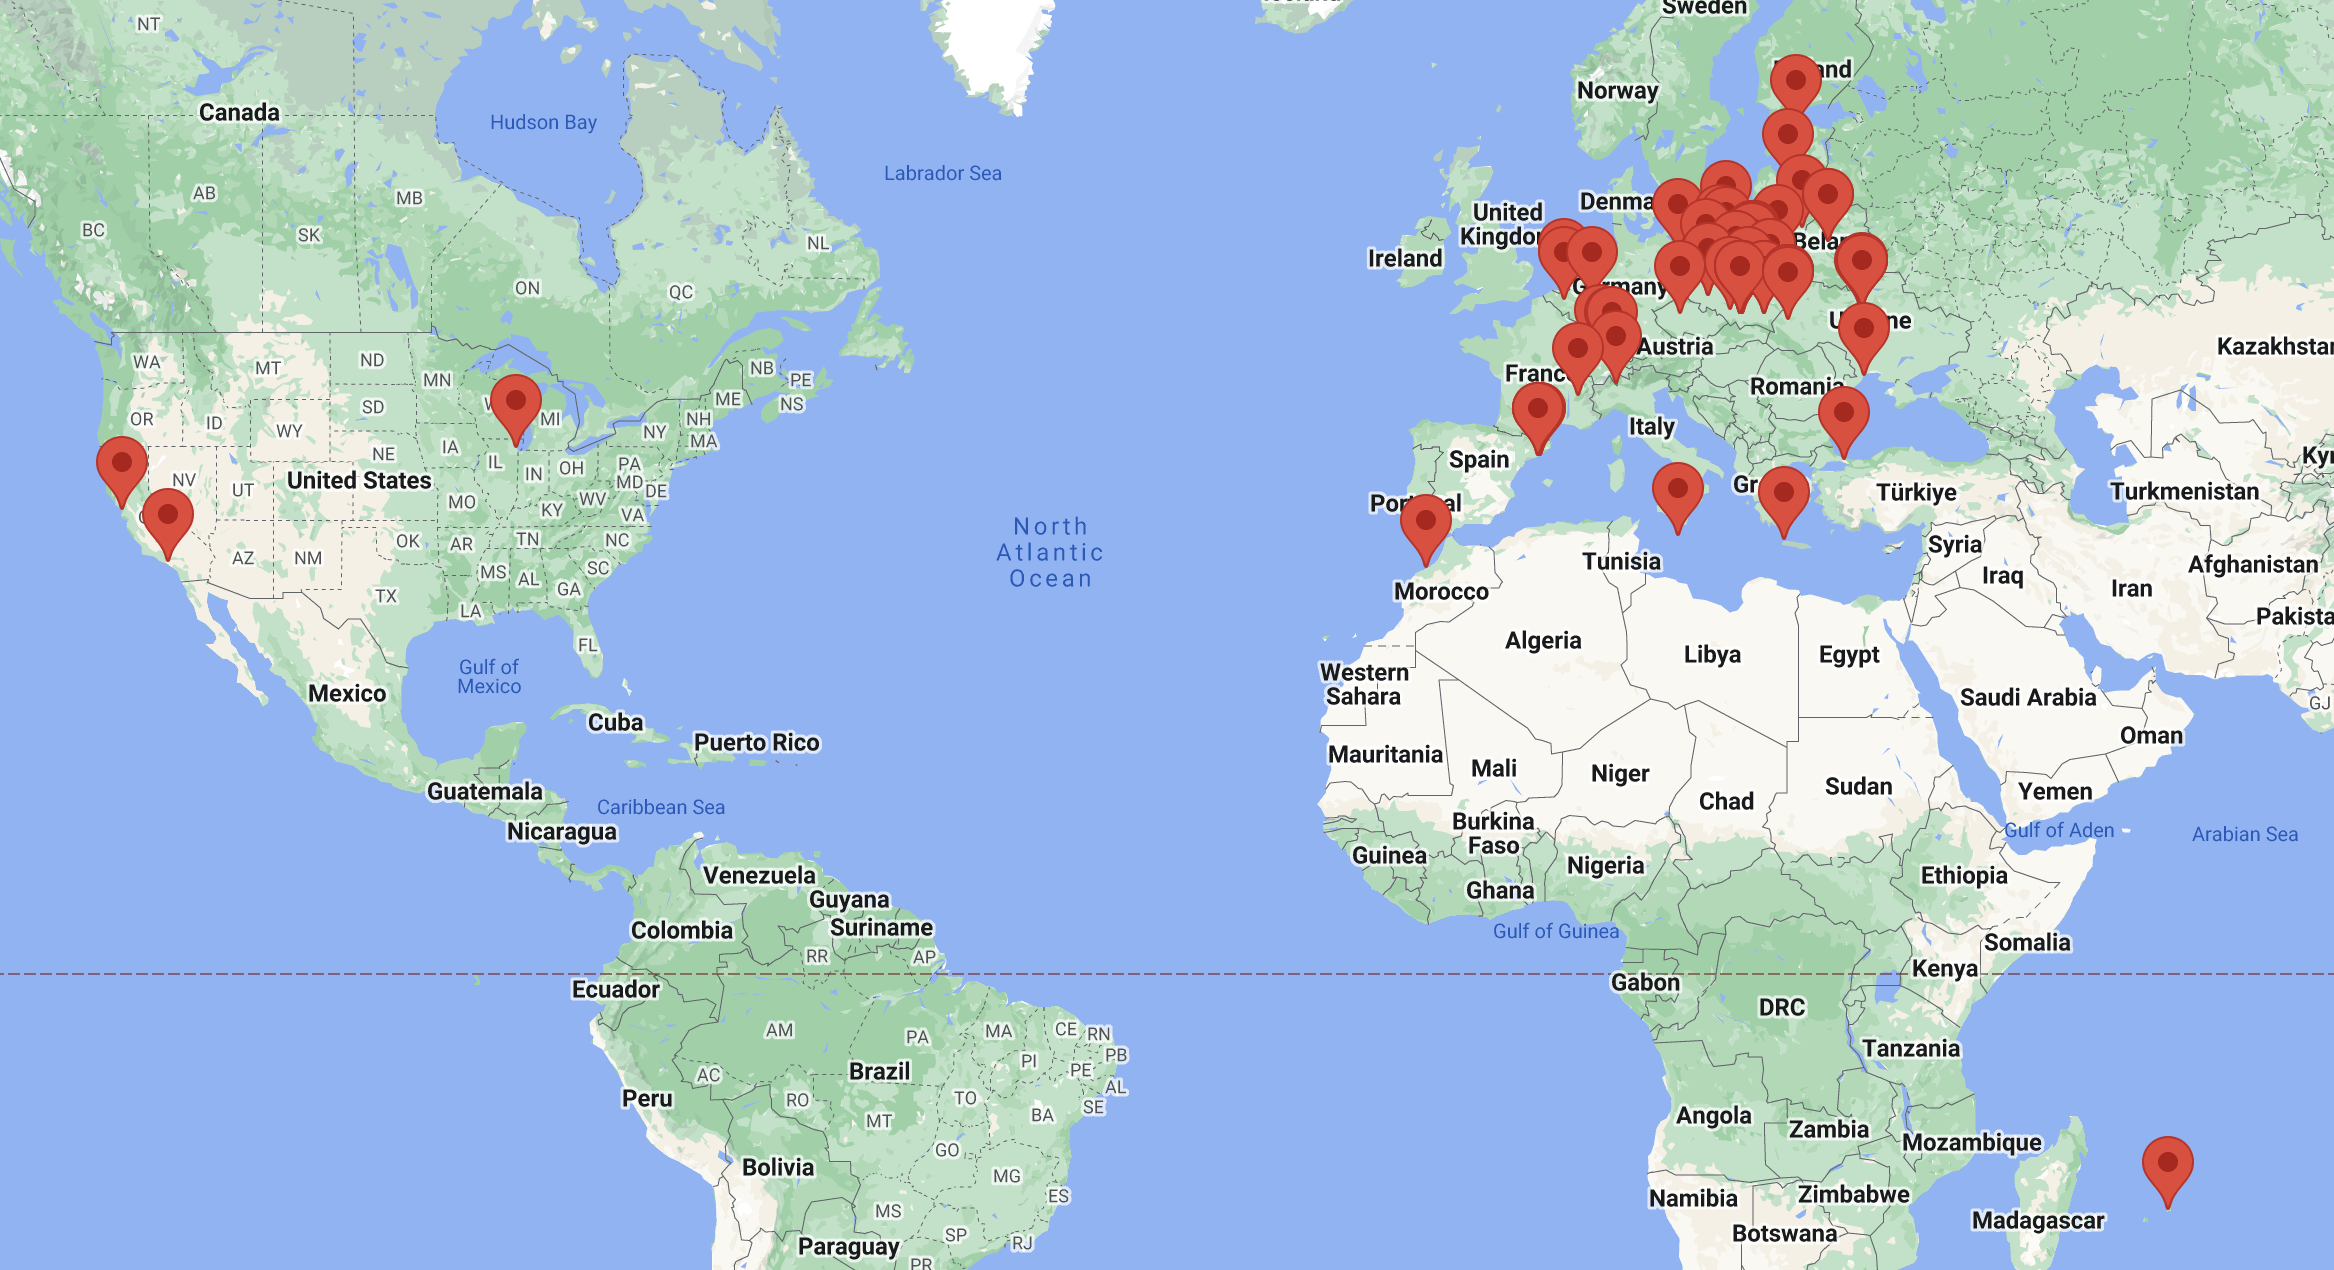 Sweden
NT
Finland
Norway
Canada
Hudson Bay
Labrador Sea
AB
MB
BC
SK
NL
ON
QC
United
Kingdom
Denma
Ireland
Belar
Germany
WA
MT
ND
MN
NB
PE
OR
ID
SD
WY
MI
ME
NS
NH
NY
MA
IA
NE
IL
IN
OH
PA
MD
DE
NV
UT
United States
MO
KY
WV
VA
AZ
NM
OK
AR
TN
NC
MS
AL
SC
GA
TX
LA
FL
North
Atlantic
Ocean
Gulf of
Mexico
Mexico
Cuba
Puerto Rico
Guatemala
Caribbean Sea
Nicaragua
Austria
Franc
Romania
Italy
Spain
Gr
Türkiye
Kazakhstan
Turkmenistan
Kyr
Syria
Iraq
Iran
Afghanistan
Pakista
Tunisia
Morocco
Algeria
Libya
Egypt
Western
Sahara
Saudi Arabia
GJ
Oman
Mauritania
Mali
Niger
Chad
Sudan
Yemen
Burkina
Faso
Gulf of Aden
Arabian Sea
Guinea
Nigeria
Ghana
Ethiopia
Gulf of Guinea
Somalia
Kenya
Gabon
DRC
Tanzania
Venezuela
Guyana
Suriname
Colombia
RR
AP
Ecuador
AM
PA
MA
CE
RN
PI
PB
Brazil
PE
AC
AL
Peru
RO
TO
SE
MT
BA
GO
Bolivia
MG
ES
MS
SP
RJ
Paraguay
PR
Angola
Zambia
Mozambique
Namibia
Zimbabwe
Madagascar
Botswana